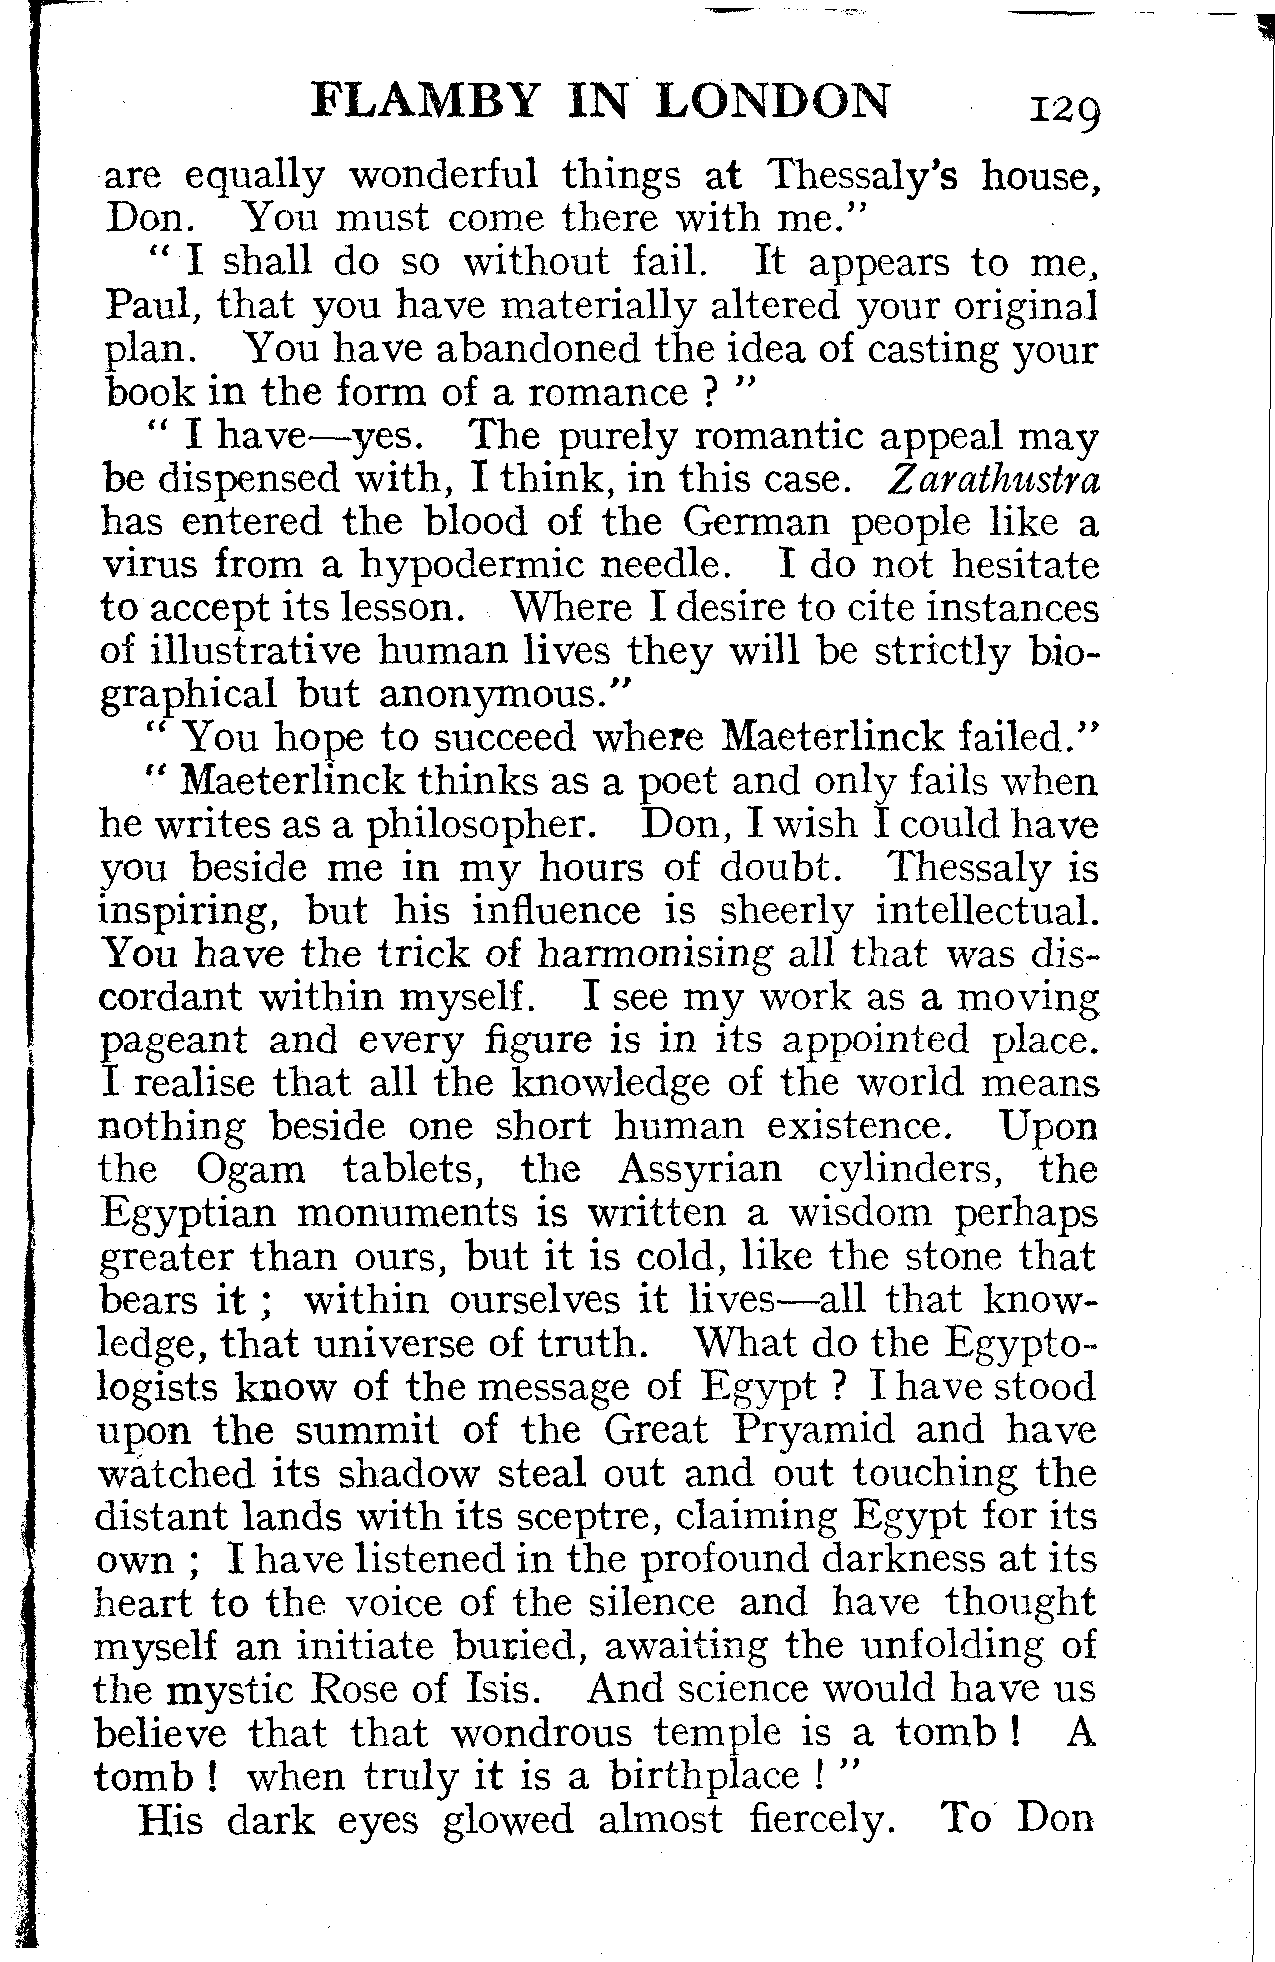 FLAMBY IN LONDON 129
are equally wonderful things at Thessaly's house,
Don. You must come there with me."
" I shall do so without fail. It appears to me,
Paul, that you have materially altered your original
plan. You have abandoned the idea of casting your
book in the form of a romance ? "
" I have—yes. The purely romantic appeal may
be dispensed with, I think, in this case. Zarathustra
has entered the blood of the German people like a
virus from a hypodermic needle. I do not hesitate
to accept its lesson. Where I desire to cite instances
of illustrative human lives they will be strictly bio-
graphical but anonymous."
" You hope to succeed where Maeterlinck failed."
" Maeterlinck thinks as a poet and only fails when
he writes as a philosopher. Don, I wish I could have
you beside me in my hours of doubt. Thessaly is
inspiring, but his influence is sheerly intellectual.
You have the trick of harmonising all that was dis-
cordant within myself. I see my work as a moving
pageant and every figure is in its appointed place.
I realise that all the knowledge of the world means
nothing beside one short human existence. Upon
the Ogam tablets, the Assyrian cylinders, the
Egyptian monuments is written a wisdom perhaps
greater than ours, but it is cold, like the stone that
bears it ; within ourselves it lives—all that know-
ledge, that universe of truth. What do the Egypto-
logists know of the message of Egypt ? I have stood
upon the summit of the Great Pryamid and have
watched its shadow steal out and out touching the
distant lands with its sceptre, claiming Egypt for its
own ; I have listened in the profound darkness at its
heart to the voice of the silence and have thought
myself an initiate buried, awaiting the unfolding of
the mystic Rose of Isis. And science would have us
believe that that wondrous temple is a tomb ! A
tomb ! when truly it is a birthplace ! "
His dark eyes glowed almost fiercely. To Don